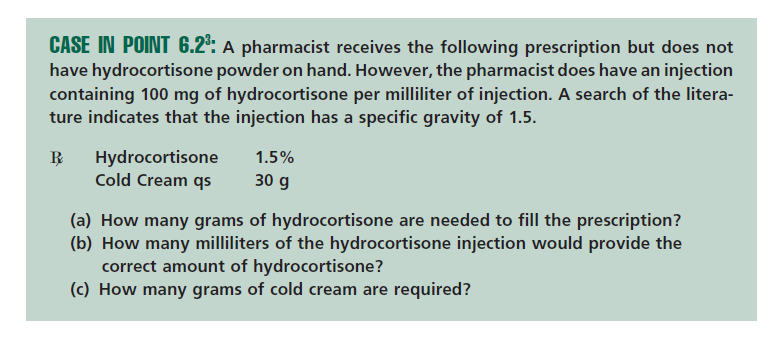 CASE IN POINT 6.2³: A pharmacist receives the following prescription but does not
have hydrocortisone powder on hand. However, the pharmacist does have an injection
containing 100 mg of hydrocortisone per milliliter of injection. A search of the litera-
ture indicates that the injection has a specific gravity of 1.5.
℞ Hydrocortisone 1.5%
Cold Cream qs 30 g
(a) How many grams of hydrocortisone are needed to fill the prescription?
(b) How many milliliters of the hydrocortisone injection would provide the
correct amount of hydrocortisone?
(c) How many grams of cold cream are required?